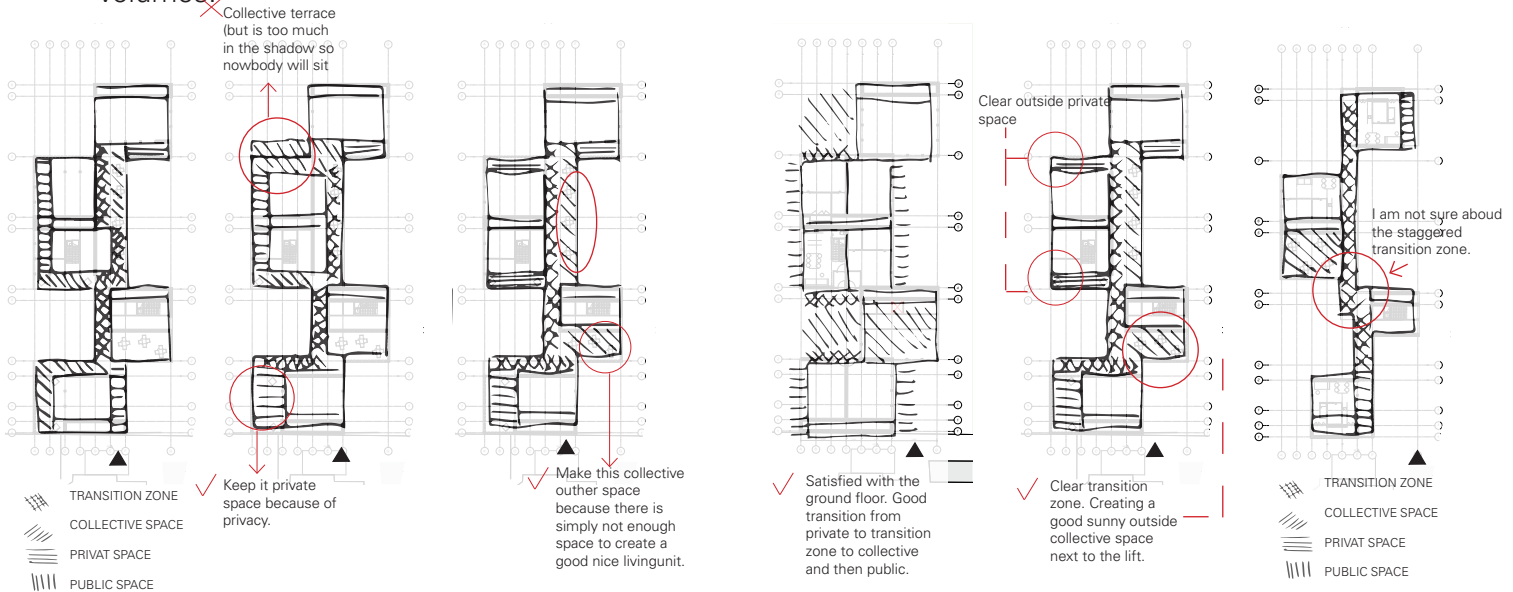 volumes.
Collective terrace
(but is too much
in the shadow so
nowbody will sit
Clear outside private
space
I am not sure aboud
the staggered
transition zone.
Keep it private
space because of
privacy.
Make this collective
outher space
because there is
simply not enough
space to create a
good nice livingunit.
Satisfied with the
ground floor. Good
transition from
private to transition
zone to collective
and then public.
Clear transition
zone. Creating a
good sunny outside
collective space
next to the lift.
TRANSITION ZONE
COLLECTIVE SPACE
PRIVAT SPACE
PUBLIC SPACE
TRANSITION ZONE
COLLECTIVE SPACE
PRIVAT SPACE
PUBLIC SPACE